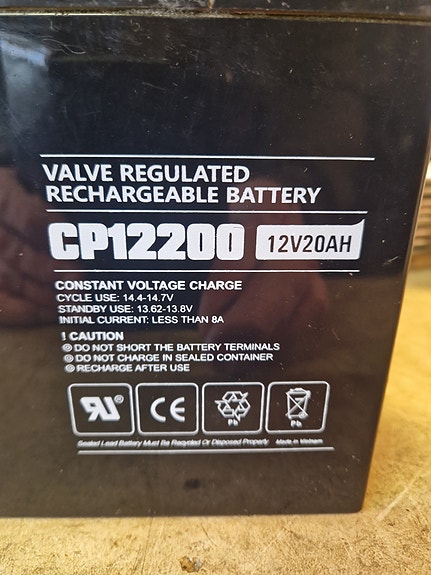 VALVE REGULATED
RECHARGEABLE BATTERY
CP12200 12V20AH
CONSTANT VOLTAGE CHARGE
CYCLE USE: 14.4-14.7V
STANDBY USE: 13.62-13.8V
INITIAL CURRENT: LESS THAN 8A
! CAUTION
DO NOT SHORT THE BATTERY TERMINALS
DO NOT CHARGE IN SEALED CONTAINER
RECHARGE AFTER USE
RU® CE Pb Pb
Sealed Lead Battery Must Be Recycled Or Disposed Properly Made in Vietnam